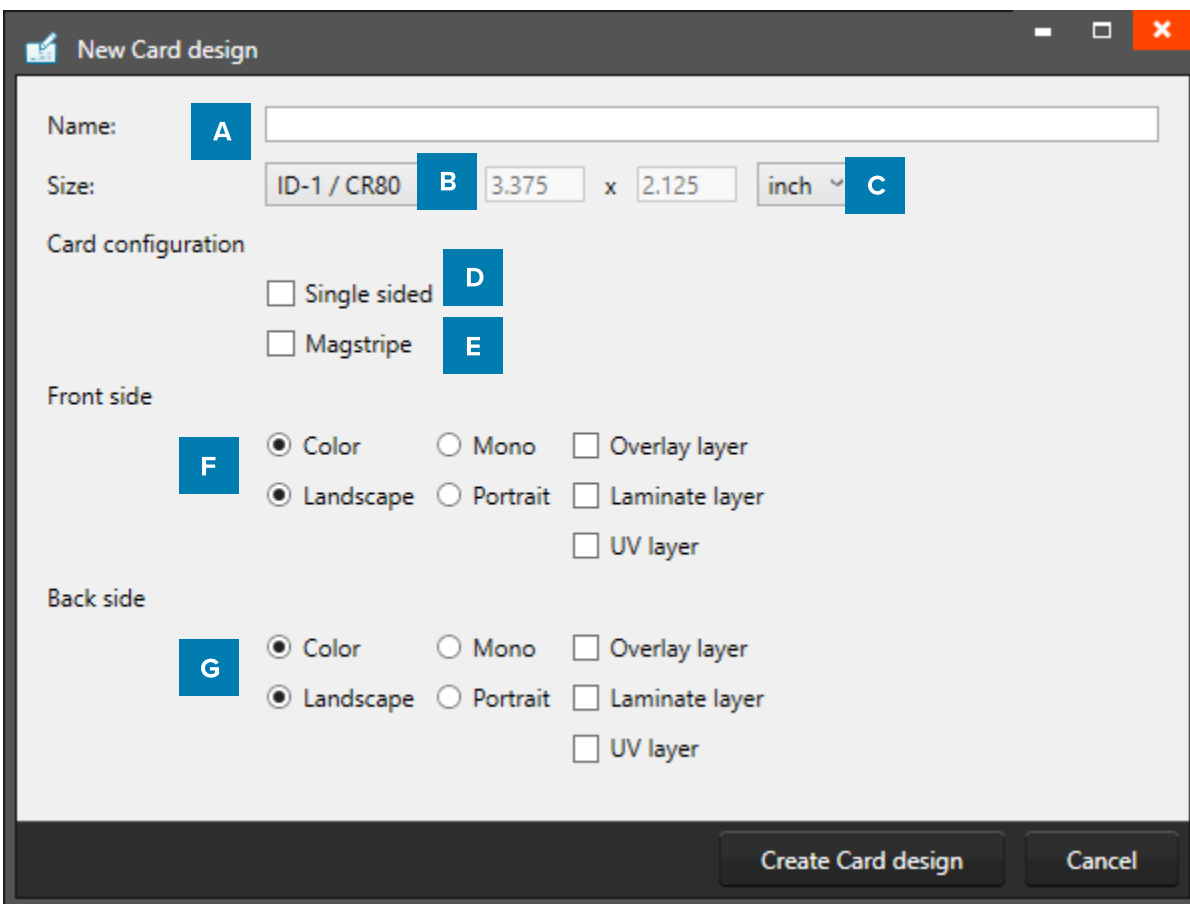 New Card design
Name: A
Size: ID-1 / CR80 B 3.375 x 2.125 inch C
Card configuration
Single sided D
Magstripe E
Front side
F Color Mono Overlay layer
Landscape Portrait Laminate layer
UV layer
Back side
G Color Mono Overlay layer
Landscape Portrait Laminate layer
UV layer
Create Card design Cancel